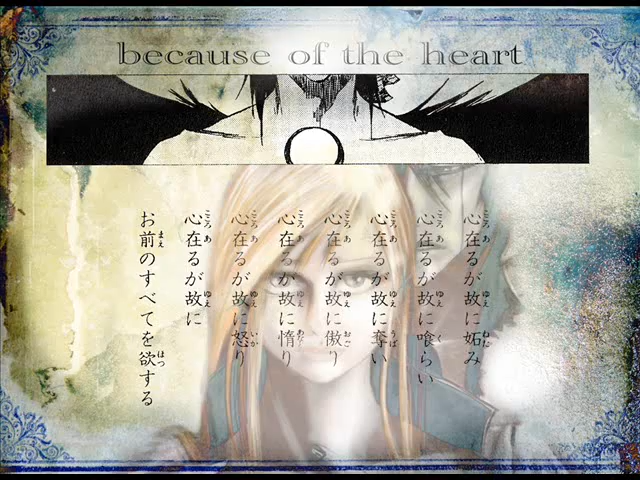 because of the heart
心在るが故に妬み
心在るが故に喰らい
心在るが故に奪い
心在るが故に傲り
心在るが故に惰り
心在るが故に怒り
心在るが故に
お前のすべてを欲する